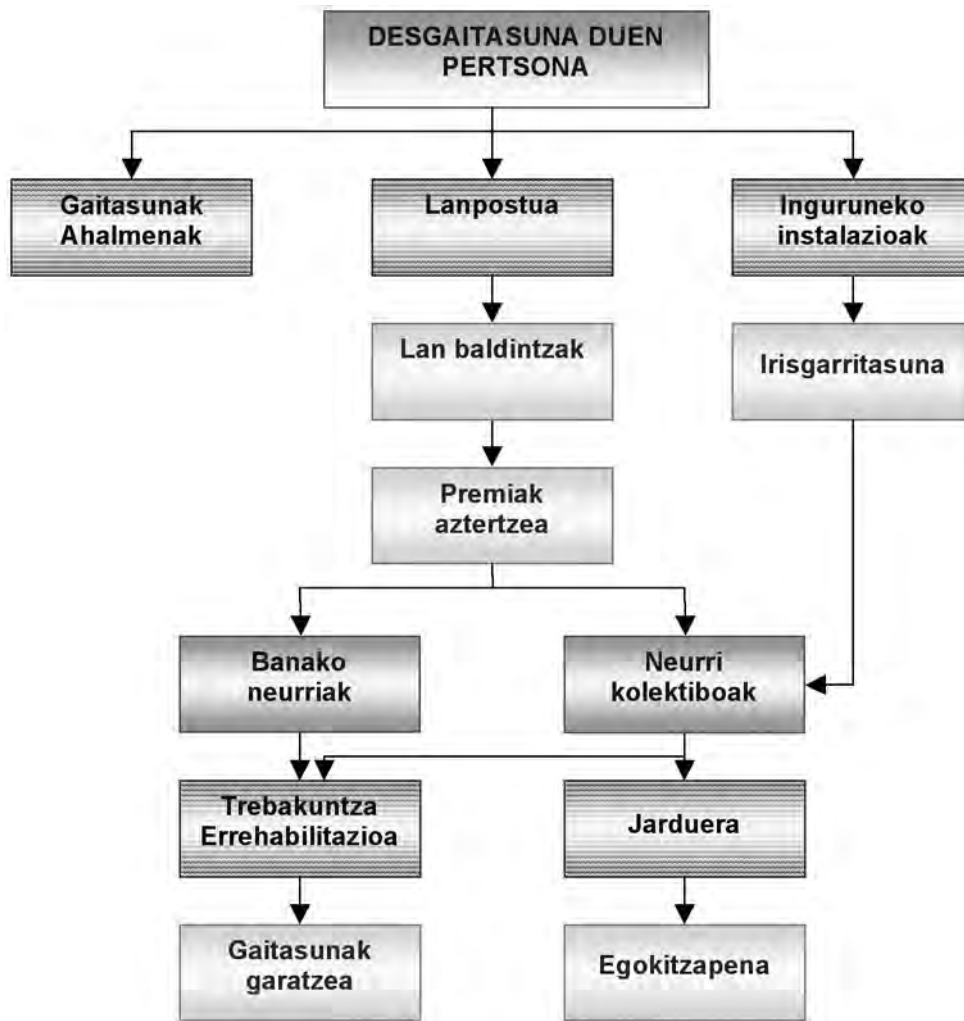 DESGAITASUNA DUEN
PERTSONA
Gaitasunak
Ahalmenak
Lanpostua
Inguruneko
instalazioak
Lan baldintzak
Irisgarritasuna
Premiak
aztertzea
Banako
neurriak
Neurri
kolektiboak
Trebakuntza
Errehabilitazioa
Jarduera
Gaitasunak
garatzea
Egokitzapena